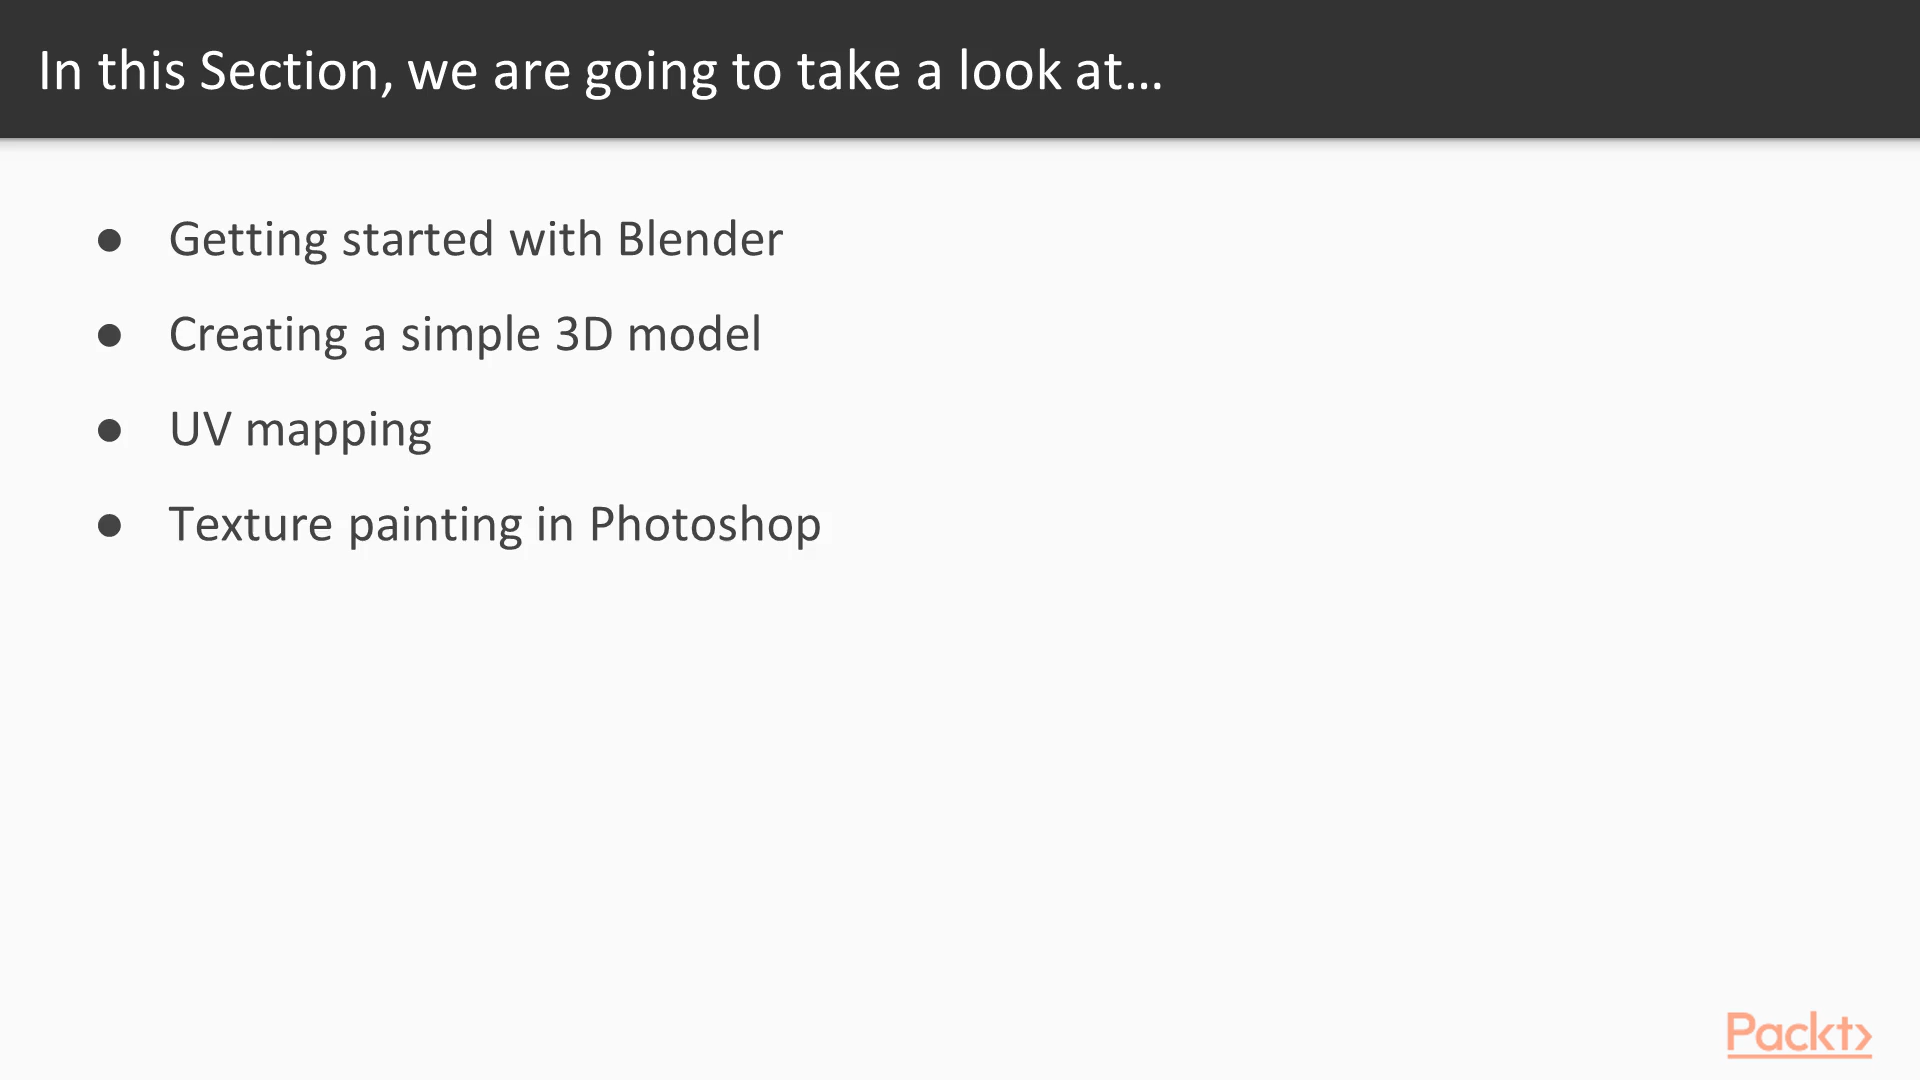 In this Section, we are going to take a look at…
● Getting started with Blender
● Creating a simple 3D model
● UV mapping
● Texture painting in Photoshop
Packt>